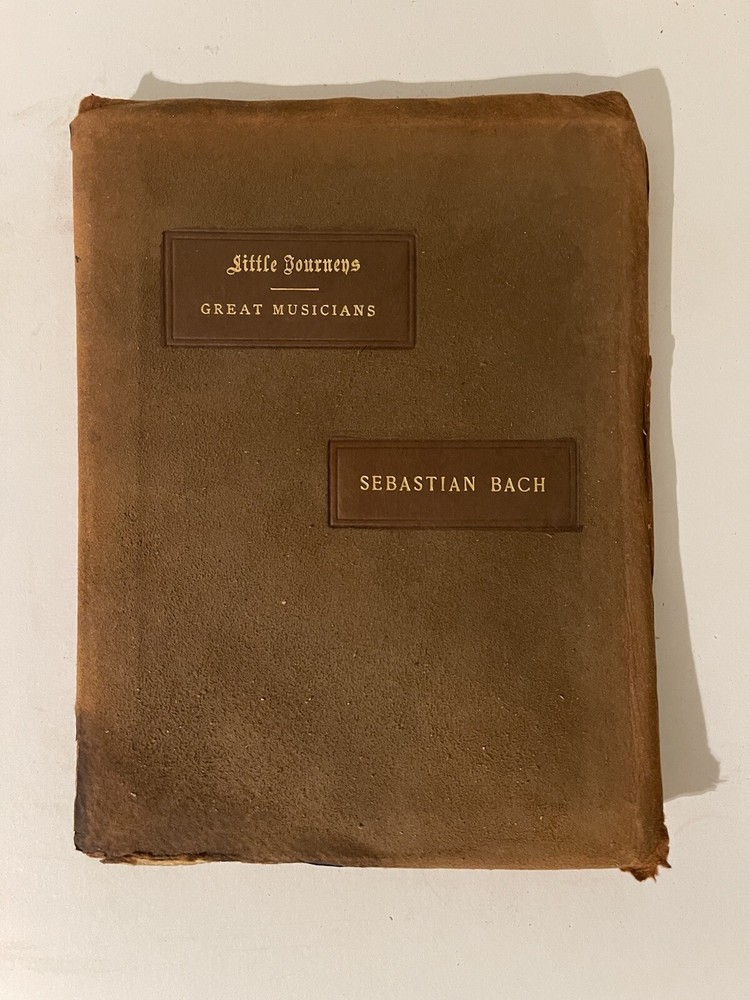 Little Journeys
GREAT MUSICIANS
SEBASTIAN BACH